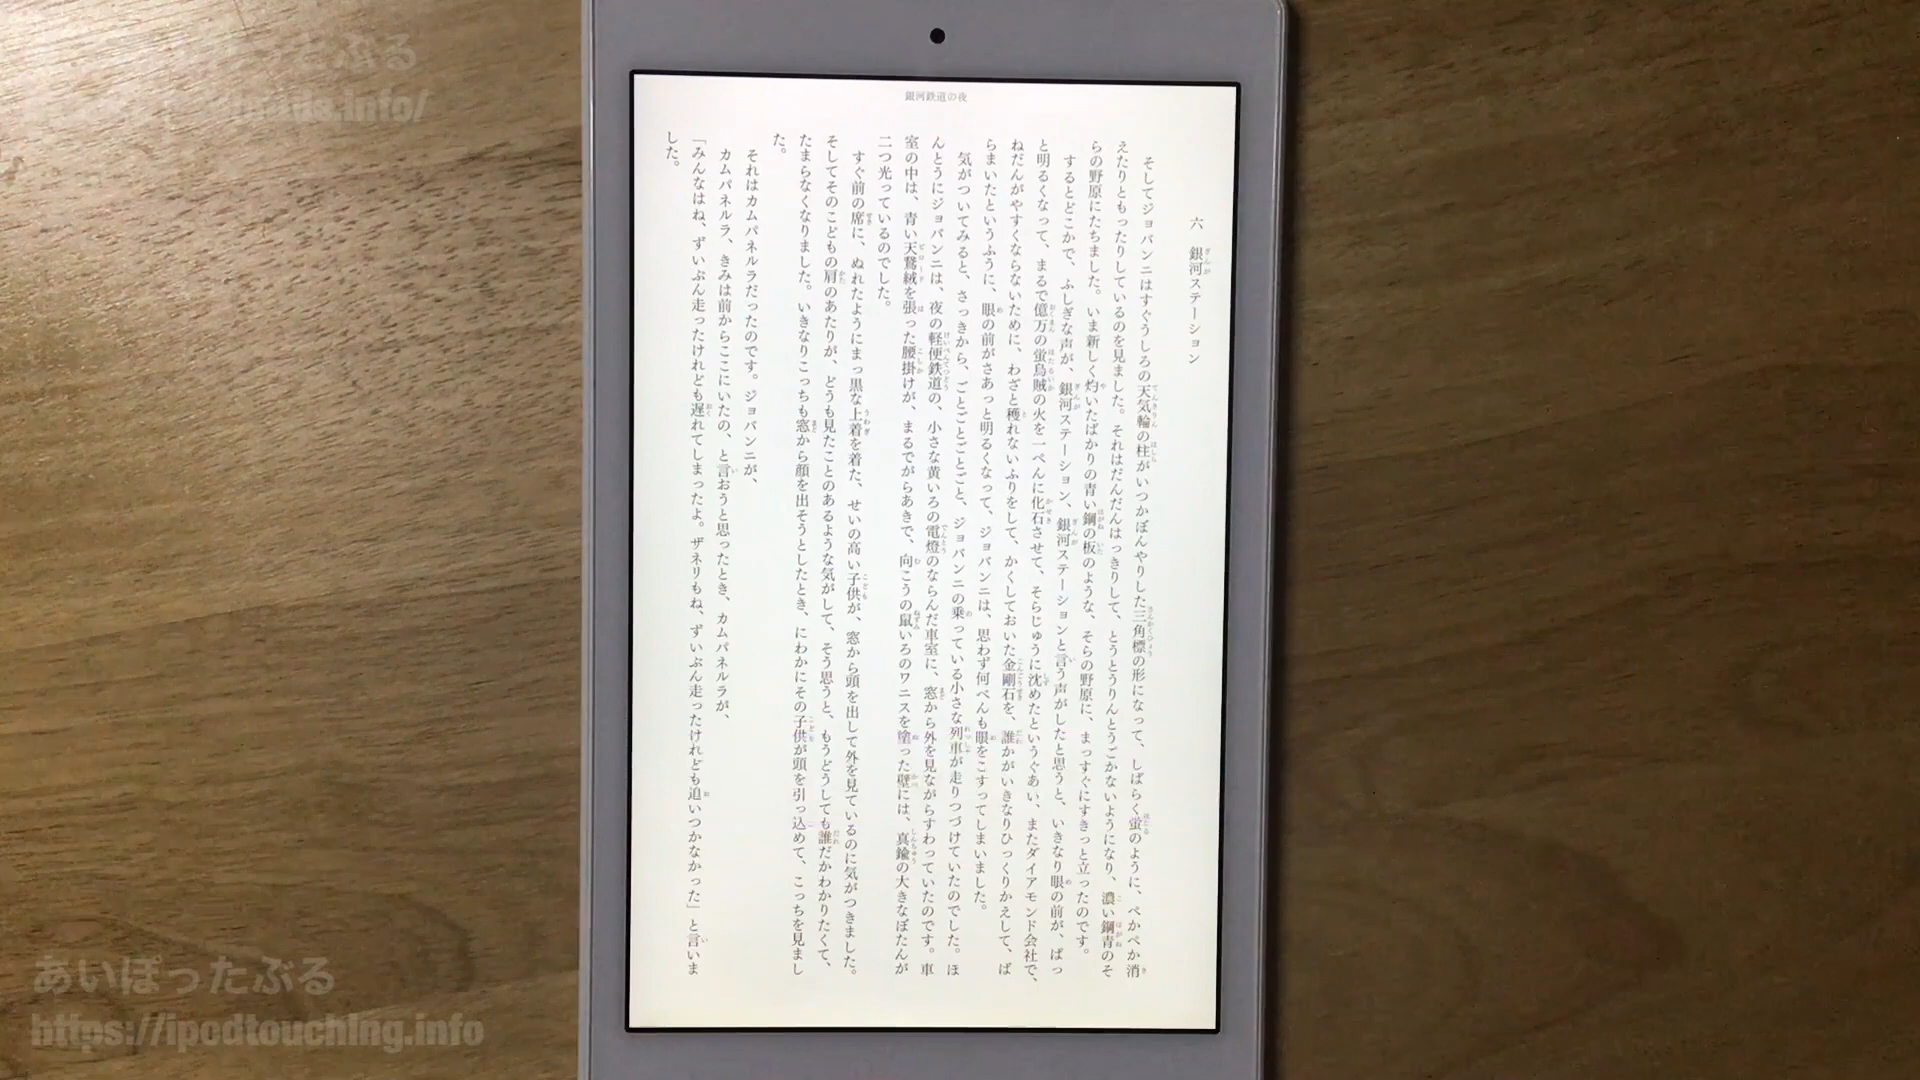 銀河鉄道の夜
六 銀河ステーション
そしてジョバンニはすぐうしろの天気輪の柱がいつかぼんやりした三角標の形になって、しばらく蛍のように、ぺかぺか消
えたりともったりしているのを見ました。それはだんだんはっきりして、とうとうりんとうごかないようになり、濃い鋼青のそ
らの野原にたちました。いま新しく灼いたばかりの青い鋼の板のような、そらの野原に、まっすぐにすきっと立ったのです。
するとどこかで、ふしぎな声が、銀河ステーション、銀河ステーションと言う声がしたと思うと、いきなり眼の前が、ぱっ
と明るくなって、まるで億万の蛍烏賊の火を一ぺんに化石させて、そらじゅうに沈めたというぐあい、またダイアモンド会社で、
ねだんがやすくならないために、わざと穫れないふりをして、かくしておいた金剛石を、誰かがいきなりひっくりかえして、ば
らまいたというふうに、眼の前がさあっと明るくなって、ジョバンニは、思わず何べんも眼をこすってしまいました。
気がついてみると、さっきから、ごとごとごとごと、ジョバンニの乗っている小さな列車が走りつづけていたのでした。ほ
んとうにジョバンニは、夜の軽便鉄道の、小さな黄いろの電燈のならんだ車室に、窓から外を見ながらすわっていたのです。車
室の中は、青い天鵞絨を張った腰掛けが、まるでがらあきで、向こうの鼠いろのワニスを塗った壁には、真鍮の大きなぼたんが
二つ光っているのでした。
すぐ前の席に、ぬれたようにまっ黒な上着を着た、せいの高い子供が、窓から頭を出して外を見ているのに気がつきました。
そしてそのこどもの肩のあたりが、どうも見たことのあるような気がして、そう思うと、もうどうしても誰だかわかりたくて、
たまらなくなりました。いきなりこっちも窓から顔を出そうとしたとき、にわかにその子供が頭を引っ込めて、こっちを見まし
た。
それはカムパネルラだったのです。ジョバンニが、
カムパネルラ、きみは前からここにいたの、と言おうと思ったとき、カムパネルラが、
「みんなはね、ずいぶん走ったけれども遅れてしまったよ。ザネリもね、ずいぶん走ったけれども追いつかなかった」と言いま
した。
あいぽったぶる
https://ipodtouching.info